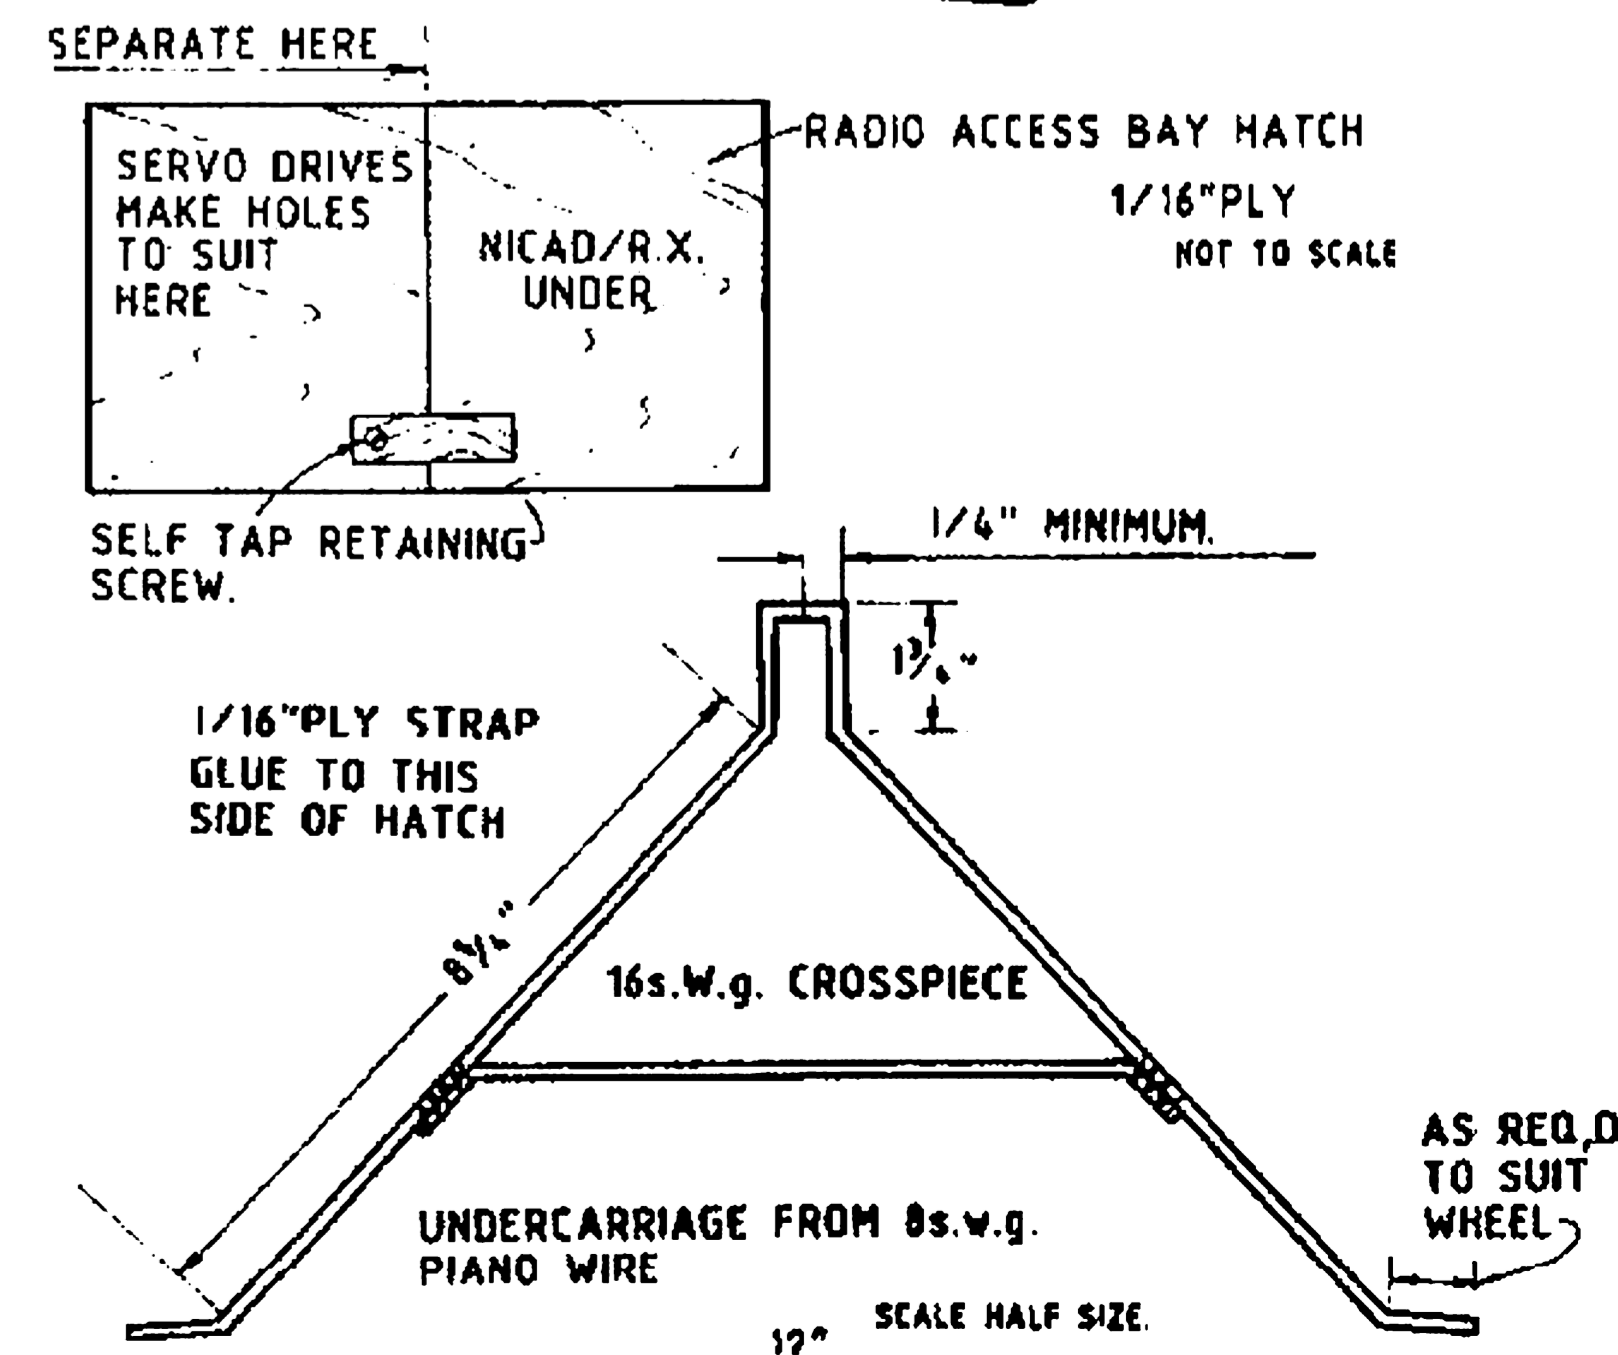 SEPARATE HERE
SERVO DRIVES
MAKE HOLES
TO SUIT
HERE
NICAD/R.X.
UNDER
RADIO ACCESS BAY HATCH
1/16"PLY
NOT TO SCALE
SELF TAP RETAINING
SCREW.
1/4" MINIMUM.
1/16"PLY STRAP
GLUE TO THIS
SIDE OF HATCH
16s.W.g. CROSSPIECE
AS REQ,D
TO SUIT
WHEEL
UNDERCARRIAGE FROM 8s.w.g.
PIANO WIRE
SCALE HALF SIZE.